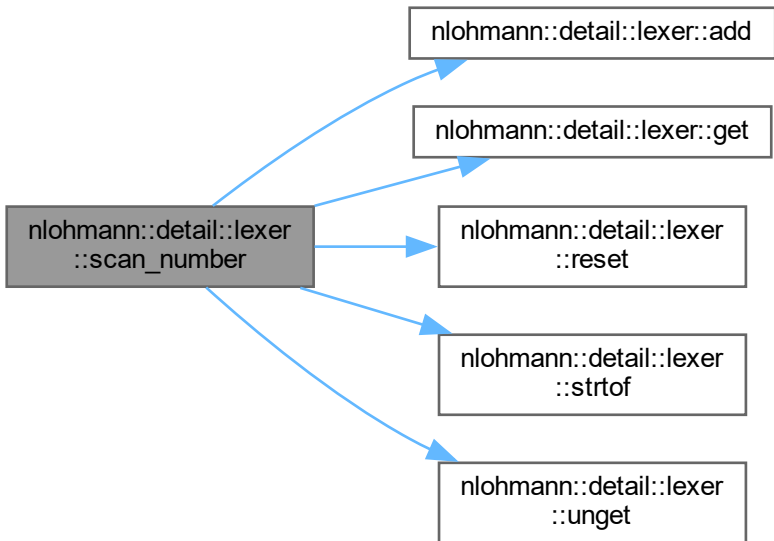 nlohmann::detail::lexer::add
nlohmann::detail::lexer::get
nlohmann::detail::lexer
::scan_number
nlohmann::detail::lexer
::reset
nlohmann::detail::lexer
::strtof
nlohmann::detail::lexer
::unget